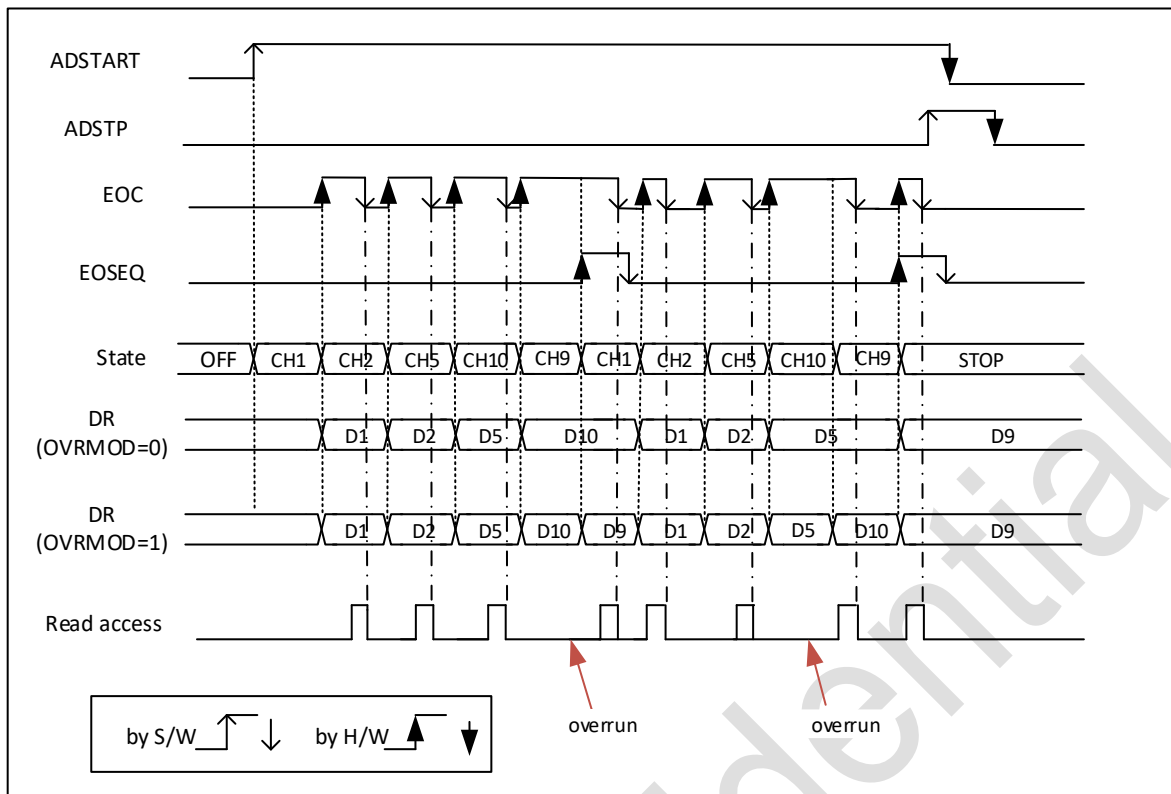 ADSTART
ADSTP
EOC
EOSEQ
State OFF CH1 CH2 CH5 CH10 CH9 CH1 CH2 CH5 CH10 CH9 STOP
DR
(OVRMOD=0) D1 D2 D5 D10 D1 D2 D5 D9
DR
(OVRMOD=1) D1 D2 D5 D10 D9 D1 D2 D5 D10 D9
Read access
overrun overrun
by S/W by H/W
idential